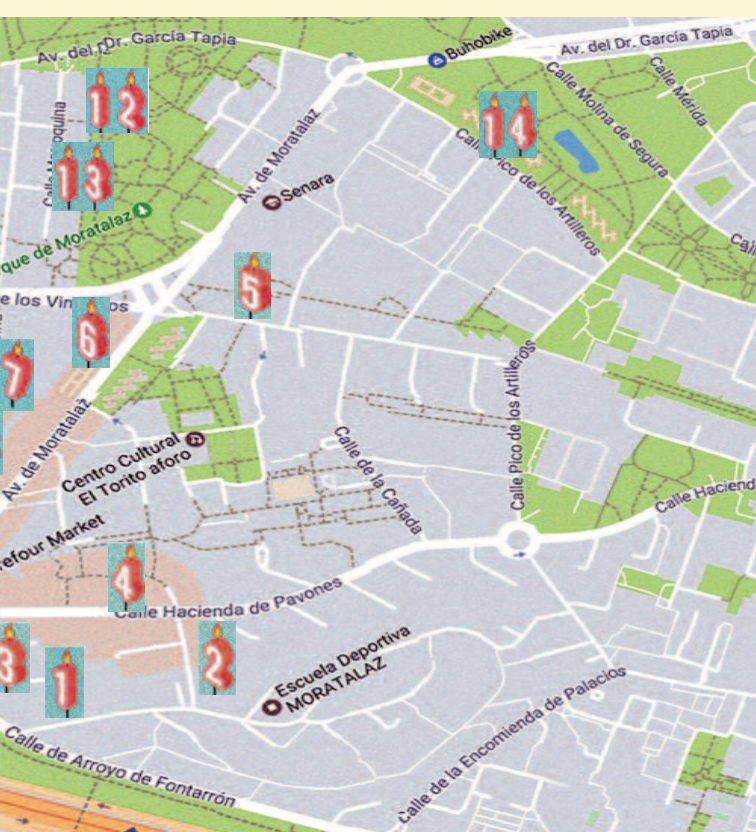 Av. del Dr. García Tapia
Buhobike
Av. del Dr. García Tapia
Calle Molina de Segura
Calle Mérida
12
14
Calle Pico de los Artilleros
Av. de Moratalaz
13
Senara
que de Moratalaz
5
6
7
Calle Pico de los Artilleros
Av. de Moratalaz
Centro Cultural
El Torito aforo
Calle de la Cañada
Calle Haciend
refour Market
4
Calle Hacienda de Pavones
3
1
2
Escuela Deportiva
MORATALAZ
Calle de la Encomienda de Palacios
Calle de Arroyo de Fontarrón